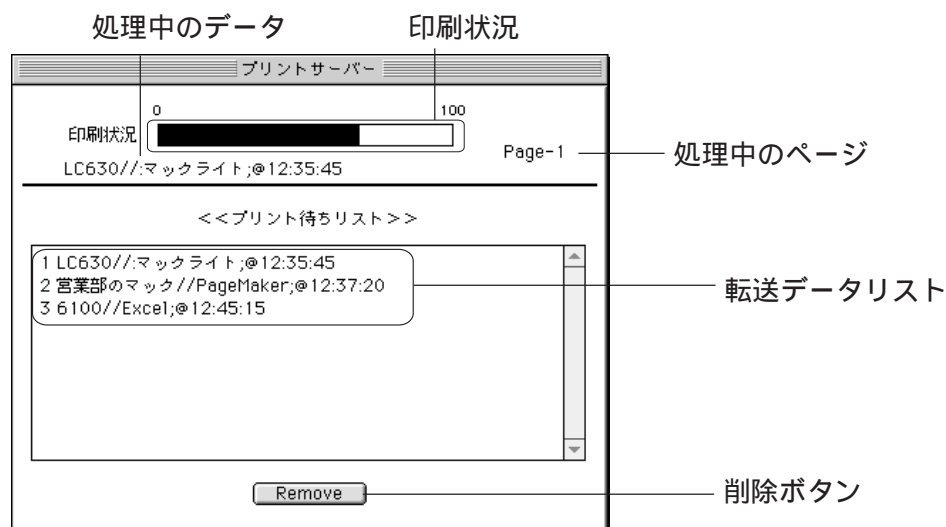 処理中のデータ 印刷状況
プリントサーバー
0 100
印刷状況
Page-1
処理中のページ
LC630//:マックライト;@12:35:45
<<プリント待ちリスト>>
1 LC630//:マックライト;@12:35:45
2 営業部のマック//PageMaker;@12:37:20
3 6100//Excel;@12:45:15
転送データリスト
Remove
削除ボタン